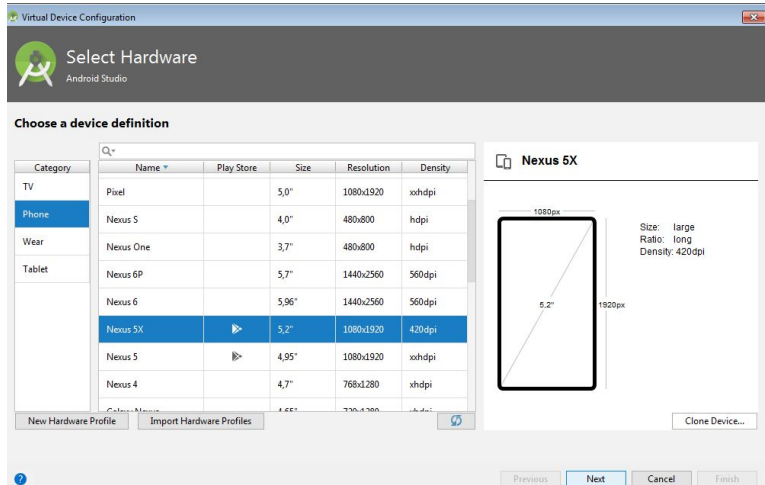 Virtual Device Configuration
Select Hardware
Android Studio
Choose a device definition
Category
TV
Phone
Wear
Tablet
Name Play Store Size Resolution Density
Pixel 5,0" 1080x1920 xxhdpi
Nexus S 4,0" 480x800 hdpi
Nexus One 3,7" 480x800 hdpi
Nexus 6P 5,7" 1440x2560 560dpi
Nexus 6 5,96" 1440x2560 560dpi
Nexus 5X 5,2" 1080x1920 420dpi
Nexus 5 4,95" 1080x1920 xxhdpi
Nexus 4 4,7" 768x1280 xhdpi
Nexus 5X
1080px
5.2"
1920px
Size: large
Ratio: long
Density: 420dpi
New Hardware Profile Import Hardware Profiles
Clone Device...
? Previous Next Cancel Finish